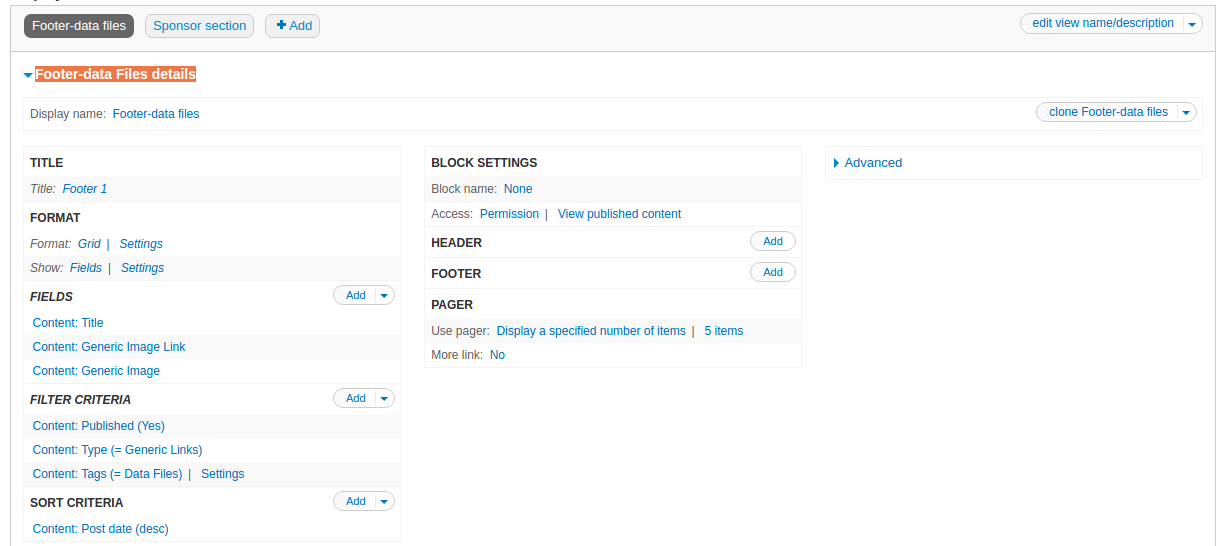 Footer-data files
Sponsor section
Add
edit view name/description
Footer-data Files details
Display name: Footer-data files
clone Footer-data files
TITLE
Title: Footer 1
FORMAT
Format: Grid | Settings
Show: Fields | Settings
FIELDS
Add
Content: Title
Content: Generic Image Link
Content: Generic Image
FILTER CRITERIA
Add
Content: Published (Yes)
Content: Type (= Generic Links)
Content: Tags (= Data Files) | Settings
SORT CRITERIA
Add
Content: Post date (desc)
BLOCK SETTINGS
Block name: None
Access: Permission | View published content
HEADER
Add
FOOTER
Add
PAGER
Use pager: Display a specified number of items | 5 items
More link: No
Advanced